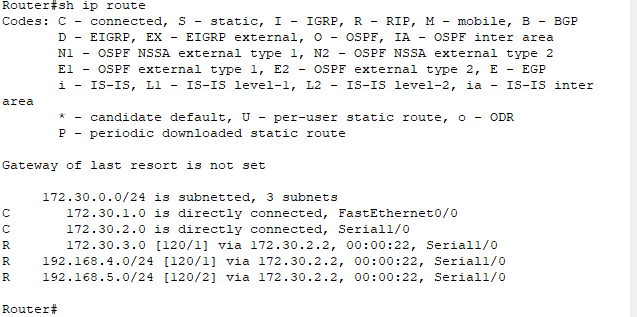 Router#sh ip route
Codes: C - connected, S - static, I - IGRP, R - RIP, M - mobile, B - BGP
       D - EIGRP, EX - EIGRP external, O - OSPF, IA - OSPF inter area
       N1 - OSPF NSSA external type 1, N2 - OSPF NSSA external type 2
       E1 - OSPF external type 1, E2 - OSPF external type 2, E - EGP
       i - IS-IS, L1 - IS-IS level-1, L2 - IS-IS level-2, ia - IS-IS inter
area
       * - candidate default, U - per-user static route, o - ODR
       P - periodic downloaded static route

Gateway of last resort is not set

     172.30.0.0/24 is subnetted, 3 subnets
C       172.30.1.0 is directly connected, FastEthernet0/0
C       172.30.2.0 is directly connected, Serial1/0
R       172.30.3.0 [120/1] via 172.30.2.2, 00:00:22, Serial1/0
R    192.168.4.0/24 [120/1] via 172.30.2.2, 00:00:22, Serial1/0
R    192.168.5.0/24 [120/2] via 172.30.2.2, 00:00:22, Serial1/0

Router#